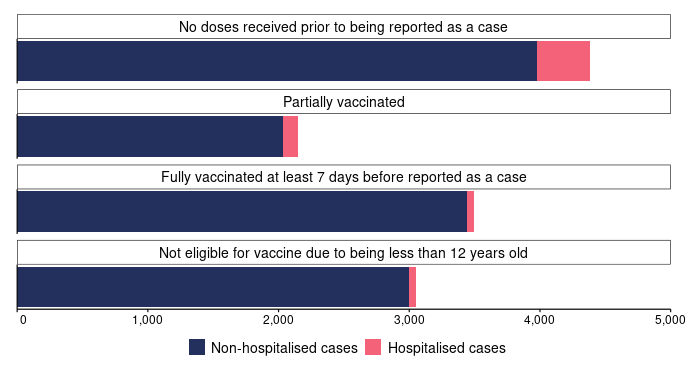 No doses received prior to being reported as a case
Partially vaccinated
Fully vaccinated at least 7 days before reported as a case
Not eligible for vaccine due to being less than 12 years old
0 1,000 2,000 3,000 4,000 5,000
Non-hospitalised cases Hospitalised cases